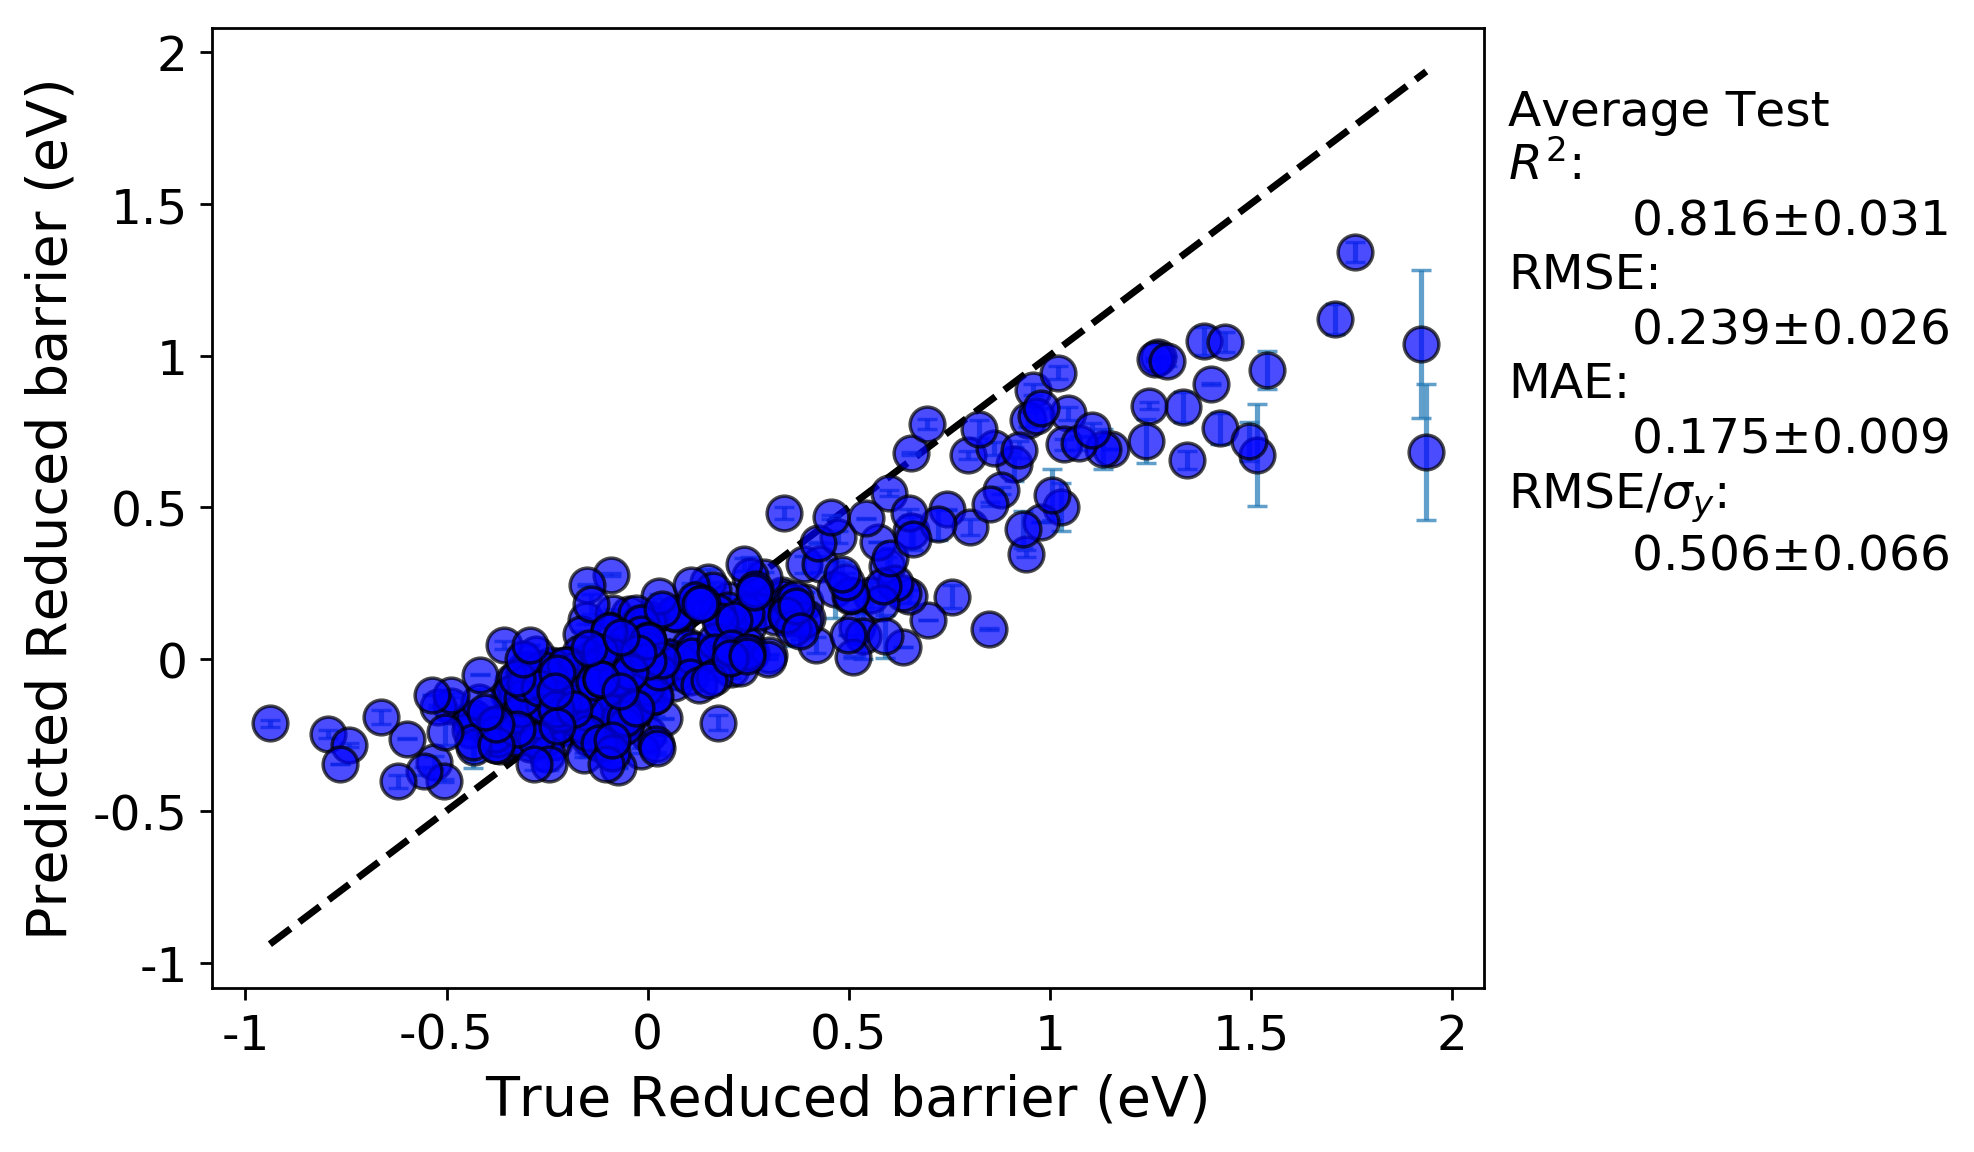 2
1.5
1
0.5
0
-0.5
-1
Predicted Reduced barrier (eV)
-1 -0.5 0 0.5 1 1.5 2
True Reduced barrier (eV)
Average Test
R²:
0.816±0.031
RMSE:
0.239±0.026
MAE:
0.175±0.009
RMSE/σ_y:
0.506±0.066